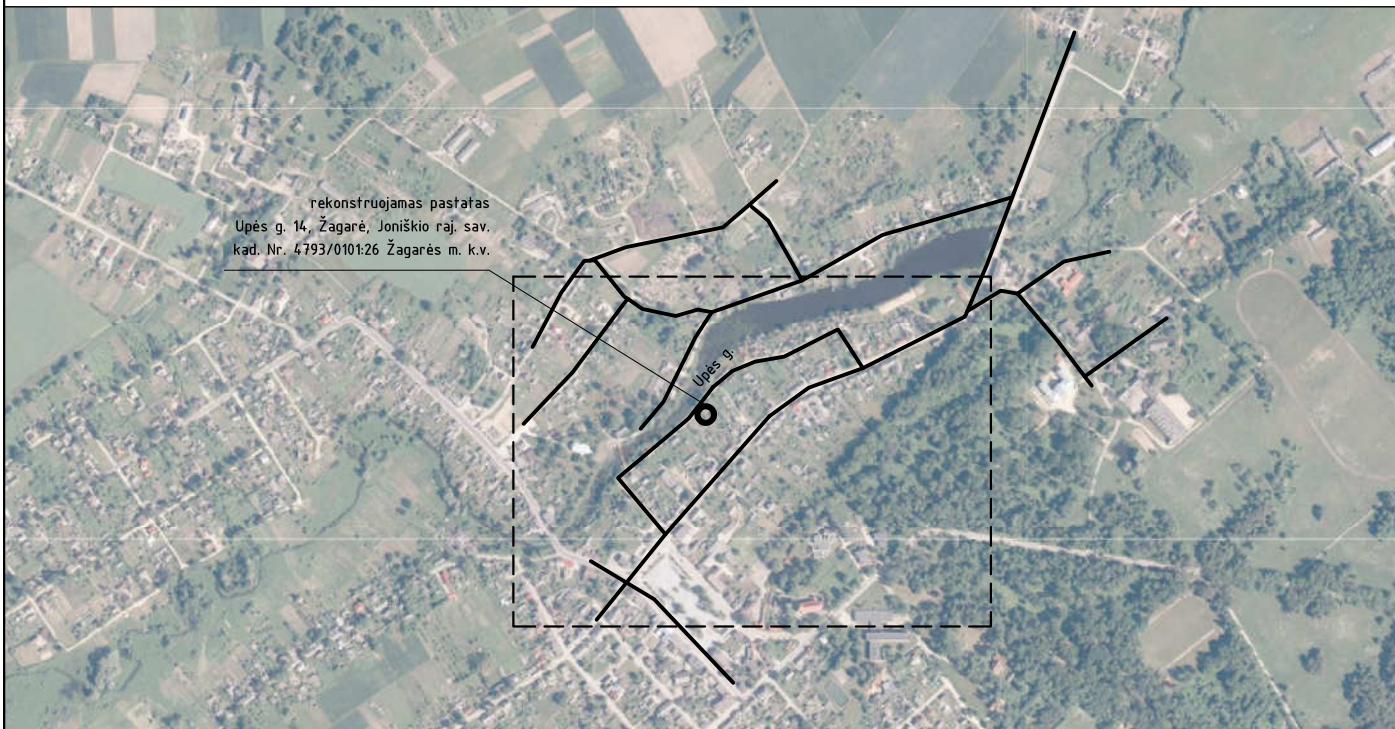 rekonstruojamas pastatas
Upės g. 14, Žagarė, Joniškio raj. sav.
kad. Nr. 4793/0101:26 Žagarės m. k.v.
Upės g.